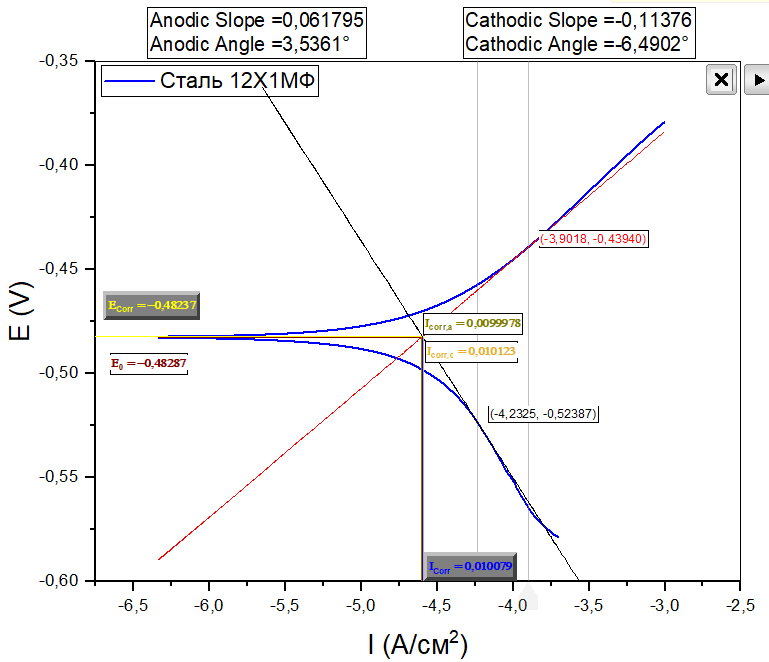 Anodic Slope =0,061795
Anodic Angle =3,5361°
Cathodic Slope =-0,11376
Cathodic Angle =-6,4902°
Сталь 12Х1МФ
-0,35
-0,40
-0,45
-0,50
-0,55
-0,60
E (V)
(-3,9018, -0,43940)
ECorr = −0,48237
Icorr,a = 0,0099978
Icorr,c = 0,010123
E0 = −0,48287
(-4,2325, -0,52387)
ICorr = 0,010079
-6,5
-6,0
-5,5
-5,0
-4,5
-4,0
-3,5
-3,0
-2,5
I (А/см²)